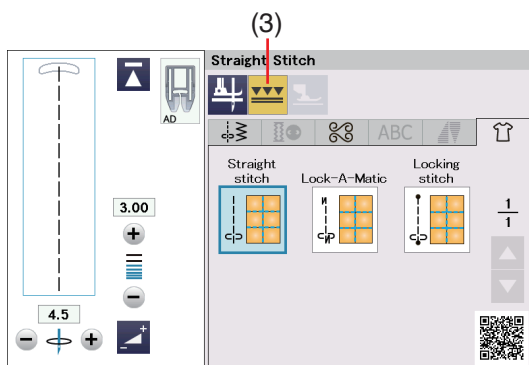 (3)
Straight Stitch
AD
ABC
Straight
stitch
Lock-A-Matic
Locking
stitch
3.00
1
1
4.5